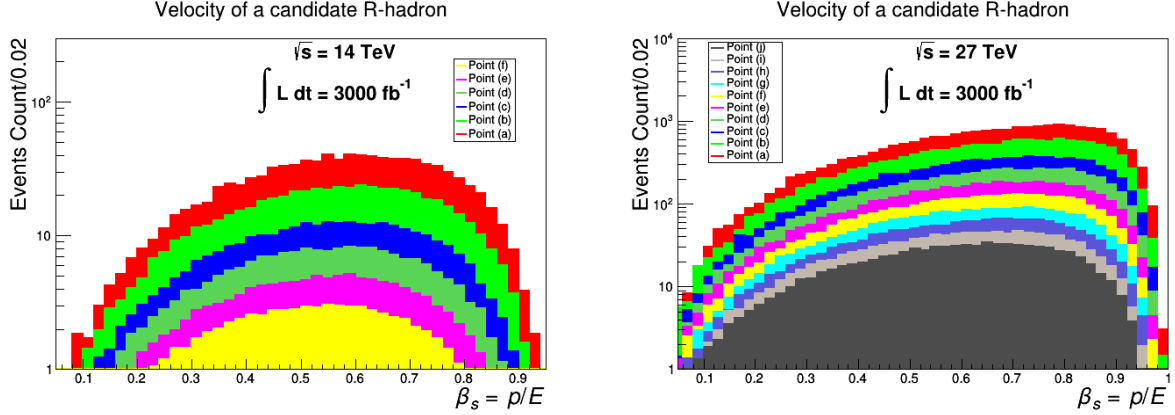 Velocity of a candidate R-hadron
Events Count/0.02
√s = 14 TeV
∫ L dt = 3000 fb⁻¹
Point (f)
Point (e)
Point (d)
Point (c)
Point (b)
Point (a)
10²
10
1
0.1 0.2 0.3 0.4 0.5 0.6 0.7 0.8 0.9
βₛ = p/E
Velocity of a candidate R-hadron
Events Count/0.02
√s = 27 TeV
∫ L dt = 3000 fb⁻¹
Point (j)
Point (i)
Point (h)
Point (g)
Point (f)
Point (e)
Point (d)
Point (c)
Point (b)
Point (a)
10⁴
10³
10²
10
1
0.1 0.2 0.3 0.4 0.5 0.6 0.7 0.8 0.9 1
βₛ = p/E